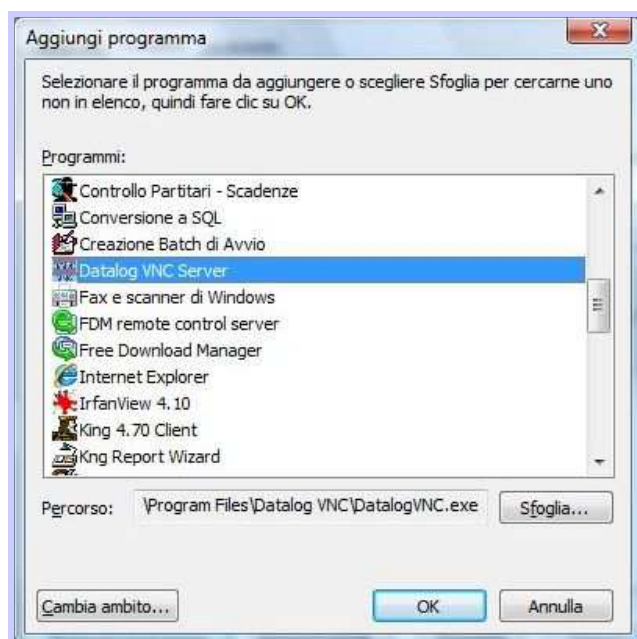 Aggiungi programma
Selezionare il programma da aggiungere o scegliere Sfoglia per cercarne uno
non in elenco, quindi fare clic su OK.
Programmi:
Controllo Partitari - Scadenze
Conversione a SQL
Creazione Batch di Avvio
Datalog VNC Server
Fax e scanner di Windows
FDM remote control server
Free Download Manager
Internet Explorer
IrfanView 4.10
King 4.70 Client
Kng Report Wizard
Percorso: \Program Files\Datalog VNC\DatalogVNC.exe Sfoglia...
Cambia ambito... OK Annulla